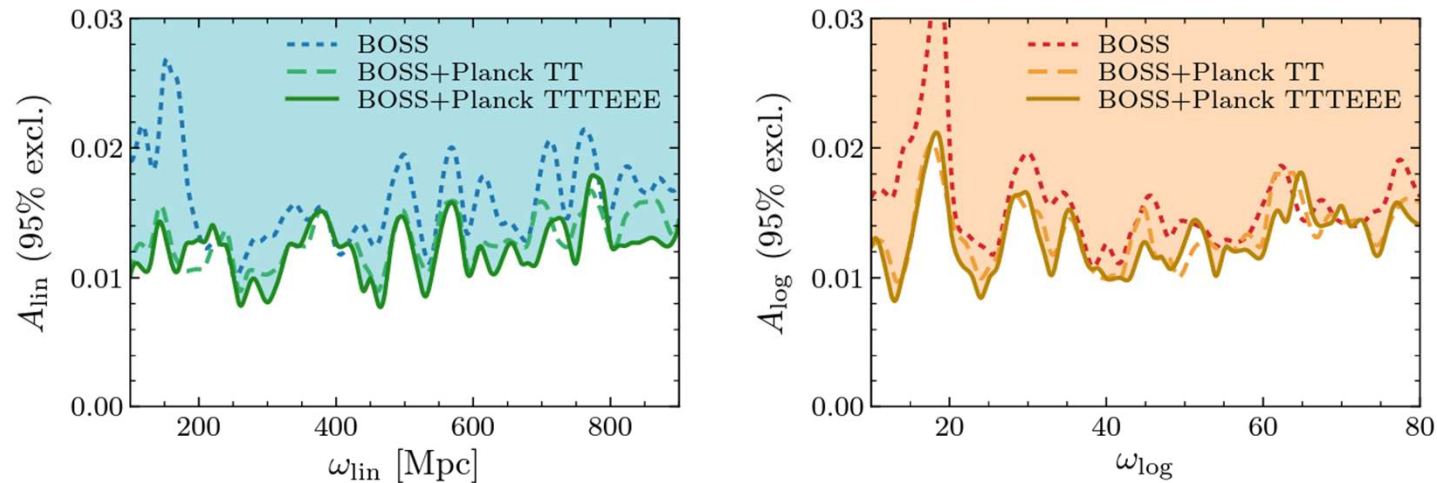 0.03
0.02
0.01
0.00
A_lin (95% excl.)
BOSS
BOSS+Planck TT
BOSS+Planck TTTEEE
200 400 600 800
ω_lin [Mpc]
0.03
0.02
0.01
0.00
A_log (95% excl.)
BOSS
BOSS+Planck TT
BOSS+Planck TTTEEE
20 40 60 80
ω_log